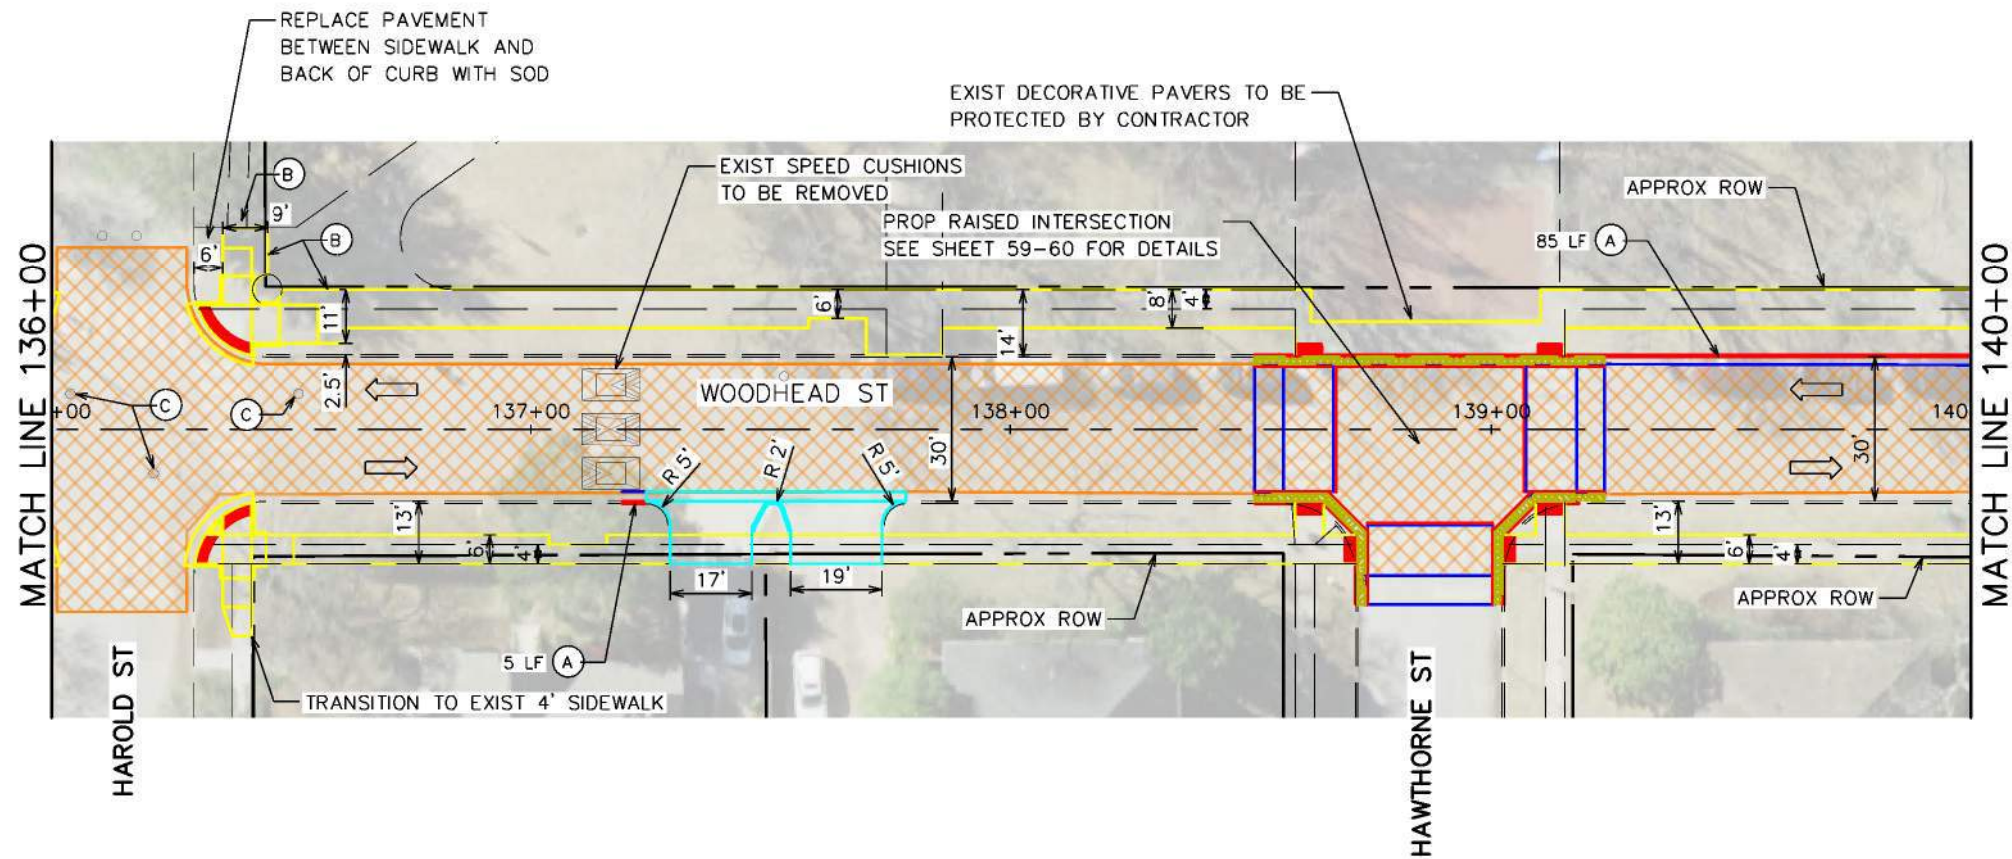 REPLACE PAVEMENT
BETWEEN SIDEWALK AND
BACK OF CURB WITH SOD
EXIST DECORATIVE PAVERS TO BE
PROTECTED BY CONTRACTOR
EXIST SPEED CUSHIONS
TO BE REMOVED
PROP RAISED INTERSECTION
SEE SHEET 59-60 FOR DETAILS
APPROX ROW
85 LF A
B
9'
B
6'
11'
2.5'
6'
14'
8'
4'
MATCH LINE 136+00
MATCH LINE 140+00
WOODHEAD ST
C
C
+00
137+00
138+00
139+00
140
30'
30'
R 5'
R 2'
R 5'
13'
6'
4'
13'
6'
4'
17'
19'
APPROX ROW
APPROX ROW
5 LF A
TRANSITION TO EXIST 4' SIDEWALK
HAROLD ST
HAWTHORNE ST